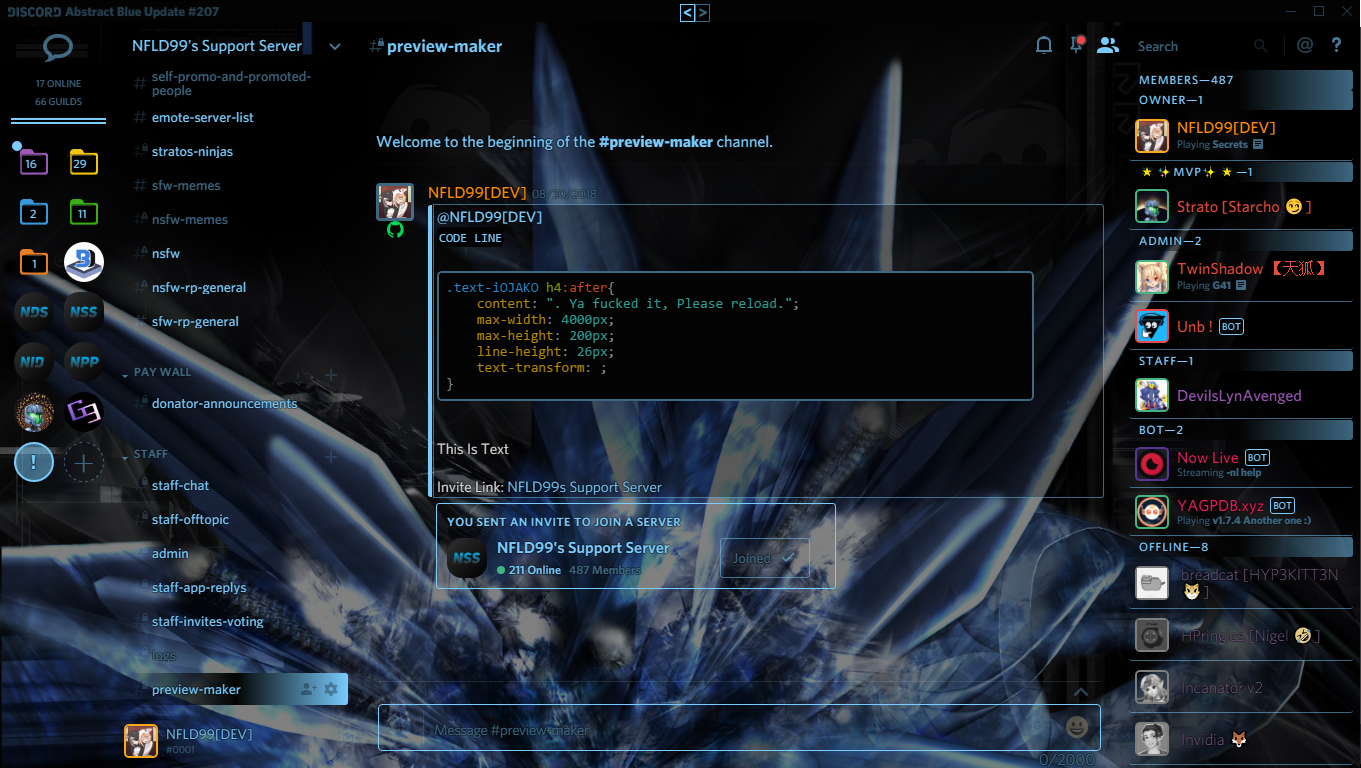 DISCORD Abstract Blue Update #207
< >
17 ONLINE
66 GUILDS
16
29
2
11
1
NDS
NSS
NID
NPP
!
NFLD99's Support Server
self-promo-and-promoted-
people
emote-server-list
stratos-ninjas
sfw-memes
nsfw-memes
nsfw
nsfw-rp-general
sfw-rp-general
PAY WALL
donator-announcements
STAFF
staff-chat
staff-offtopic
admin
staff-app-replys
staff-invites-voting
logs
preview-maker
NFLD99[DEV]
#0001
preview-maker
Welcome to the beginning of the #preview-maker channel.
NFLD99[DEV]
@NFLD99[DEV]
CODE LINE
.text-iOJAKO h4:after{
content: ". Ya fucked it, Please reload.";
max-width: 4000px;
max-height: 200px;
line-height: 26px;
text-transform: ;
}
This Is Text
Invite Link: NFLD99s Support Server
YOU SENT AN INVITE TO JOIN A SERVER
NSS
NFLD99's Support Server
211 Online 487 Members
Joined
Message #preview-maker
0/2000
Search
@ ?
MEMBERS—487
OWNER—1
NFLD99[DEV]
Playing Secrets
⭐✨MVP✨⭐—1
Strato [Starcho 😏]
ADMIN—2
TwinShadow 【天狐】
Playing G41
Unb ! BOT
STAFF—1
DevilsLynAvenged
BOT—2
Now Live BOT
Streaming -nl help
YAGPDB.xyz BOT
Playing v1.7.4 Another one :)
OFFLINE—8
breadcat [HYP3KITT3N
🐱]
HPringles [Nigel 🤣]
Incanator v2
Invidia 🦊